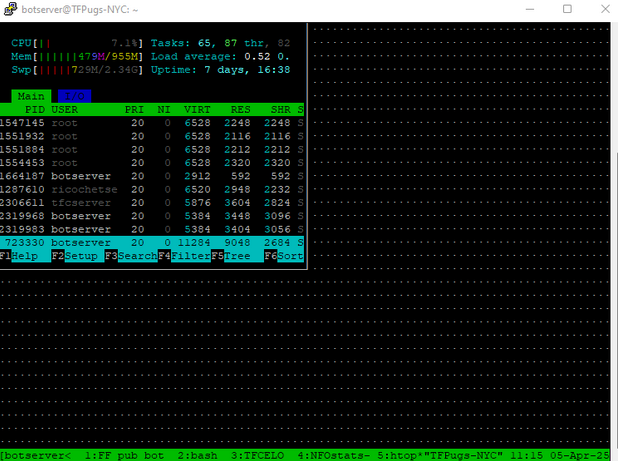 botserver@TFPugs-NYC: ~
CPU[|| 7.1%] Tasks: 65, 87 thr, 82
Mem[||||||479M/955M] Load average: 0.52 0.
Swp[|||||729M/2.34G] Uptime: 7 days, 16:38
Main I/O
PID USER PRI NI VIRT RES SHR S
1547145 root 20 0 6528 2248 2248 S
1551932 root 20 0 6528 2116 2116 S
1551884 root 20 0 6528 2212 2212 S
1554453 root 20 0 6528 2320 2320 S
1664187 botserver 20 0 2912 592 592 S
1287610 ricochetse 20 0 6520 2948 2232 S
2306611 tfcserver 20 0 5876 3604 2824 S
2319968 botserver 20 0 5384 3448 3096 S
2319983 botserver 20 0 5384 3404 3056 S
723330 botserver 20 0 11284 9048 2684 S
F1Help F2Setup F3SearchF4FilterF5Tree F6Sort
[botserver< 1:FF pub bot 2:bash 3:TFCELO 4:NFOstats- 5:htop*"TFPugs-NYC" 11:15 05-Apr-25